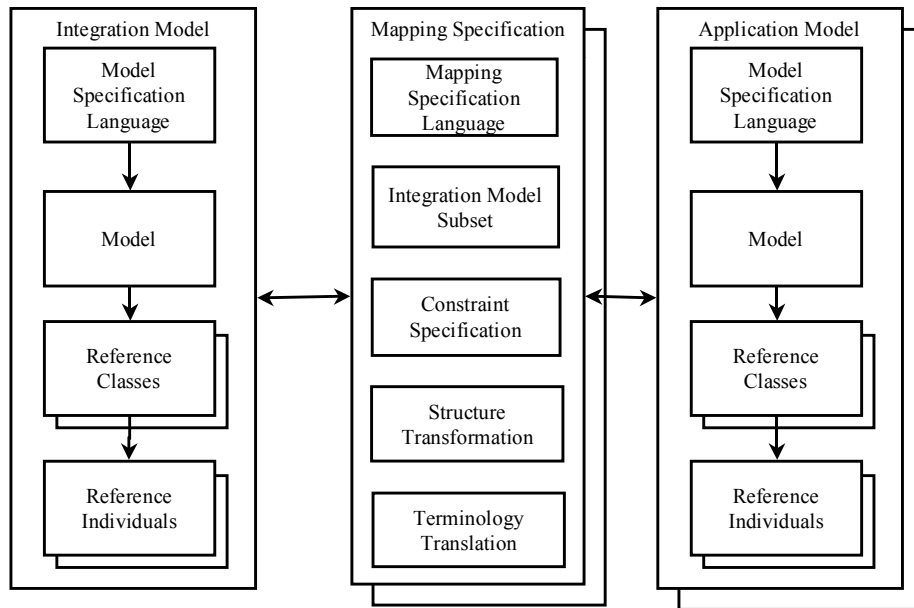 Integration Model
Model
Specification
Language
Model
Reference
Classes
Reference
Individuals
Mapping Specification
Mapping
Specification
Language
Integration Model
Subset
Constraint
Specification
Structure
Transformation
Terminology
Translation
Application Model
Model
Specification
Language
Model
Reference
Classes
Reference
Individuals